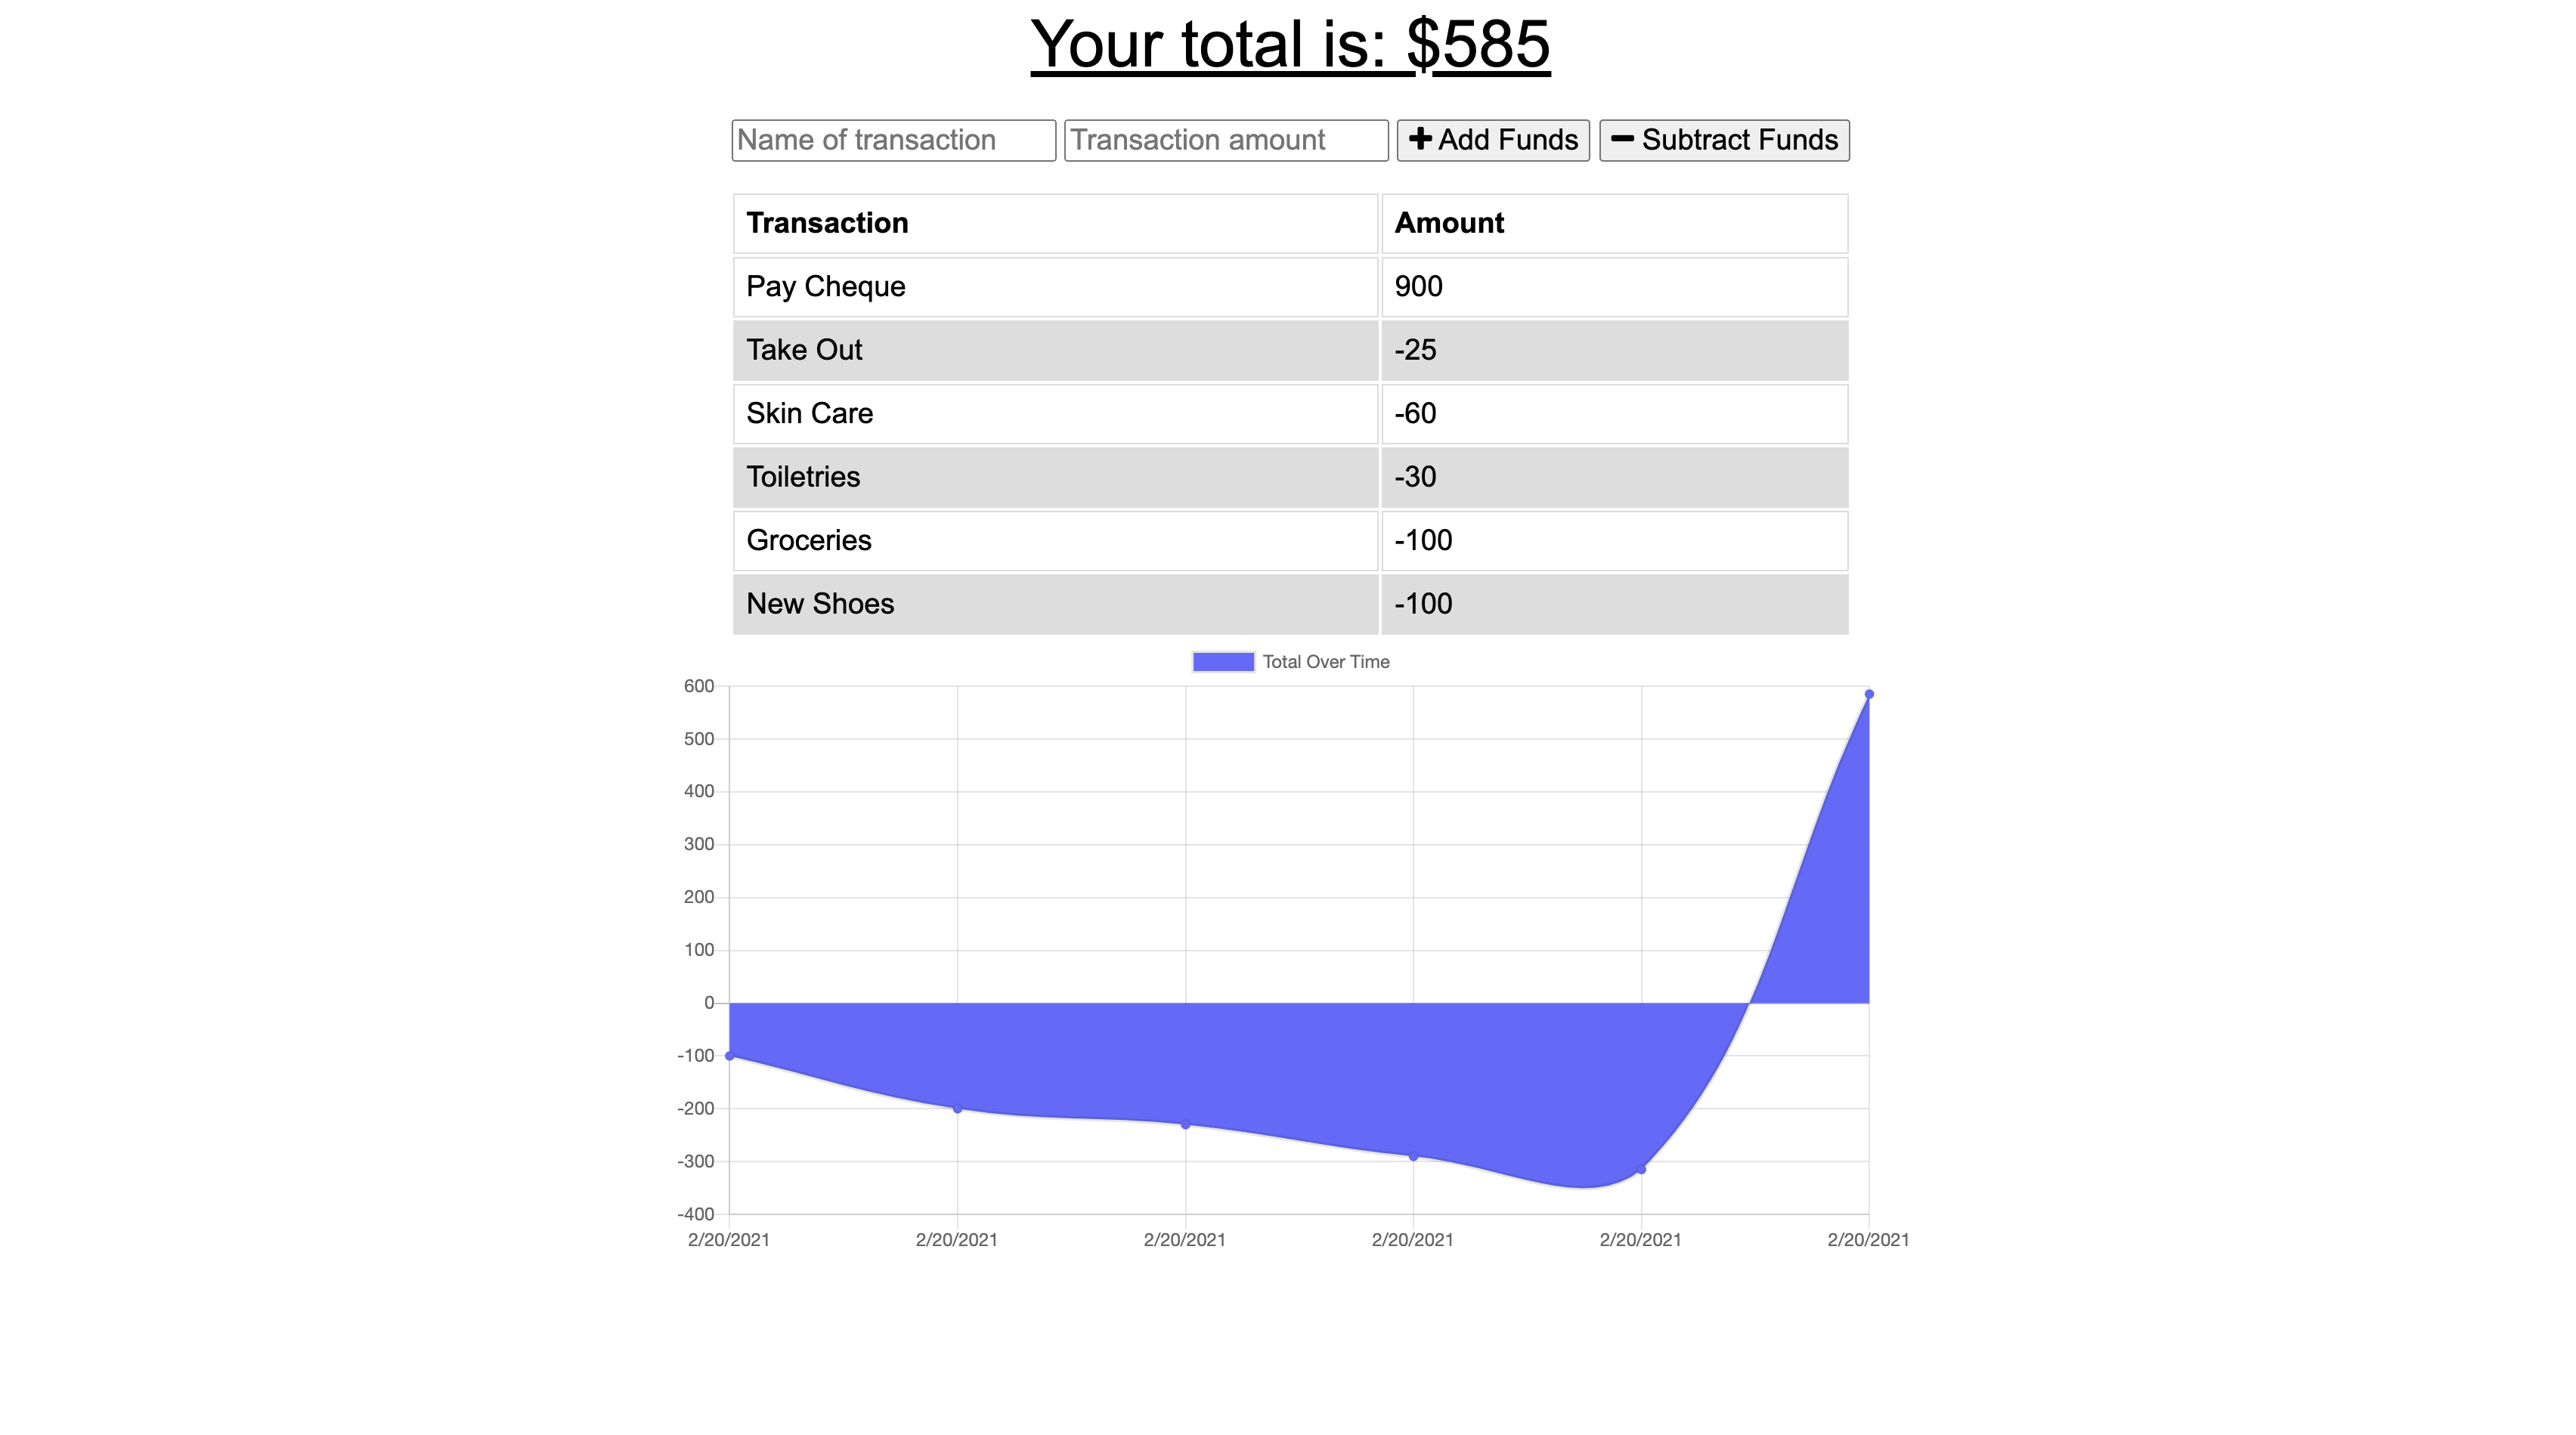 Your total is: $585
Name of transaction Transaction amount Add Funds Subtract Funds
Transaction Amount
Pay Cheque 900
Take Out -25
Skin Care -60
Toiletries -30
Groceries -100
New Shoes -100
Total Over Time
600
500
400
300
200
100
0
-100
-200
-300
-400
2/20/2021 2/20/2021 2/20/2021 2/20/2021 2/20/2021 2/20/2021